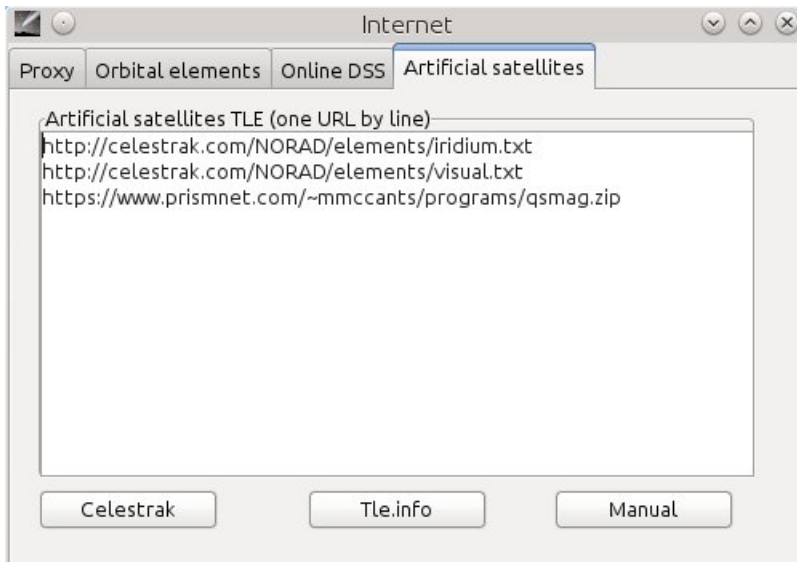 Internet
Proxy Orbital elements Online DSS Artificial satellites
Artificial satellites TLE (one URL by line)
http://celestrak.com/NORAD/elements/iridium.txt
http://celestrak.com/NORAD/elements/visual.txt
https://www.prismnet.com/~mmccants/programs/qsmag.zip
Celestrak Tle.info Manual